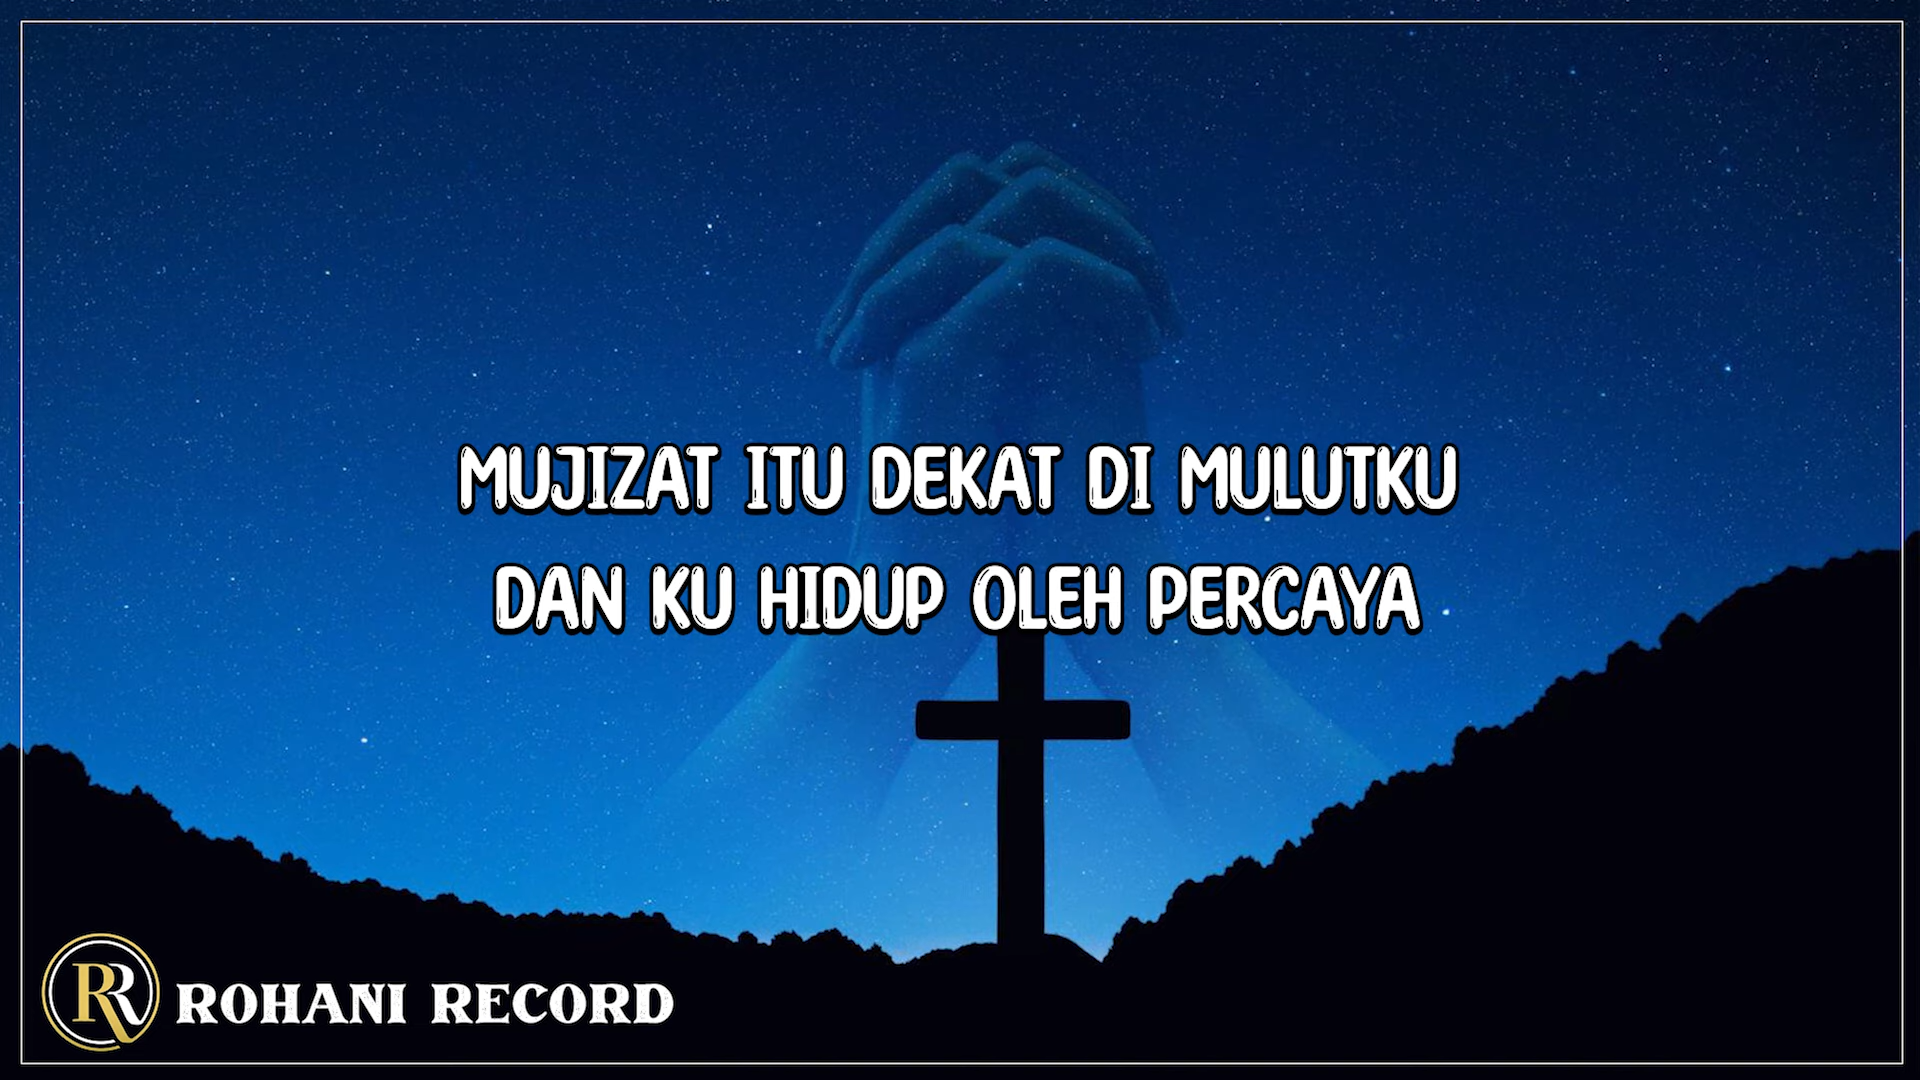 MUJIZAT ITU DEKAT DI MULUTKU
DAN KU HIDUP OLEH PERCAYA
RR ROHANI RECORD